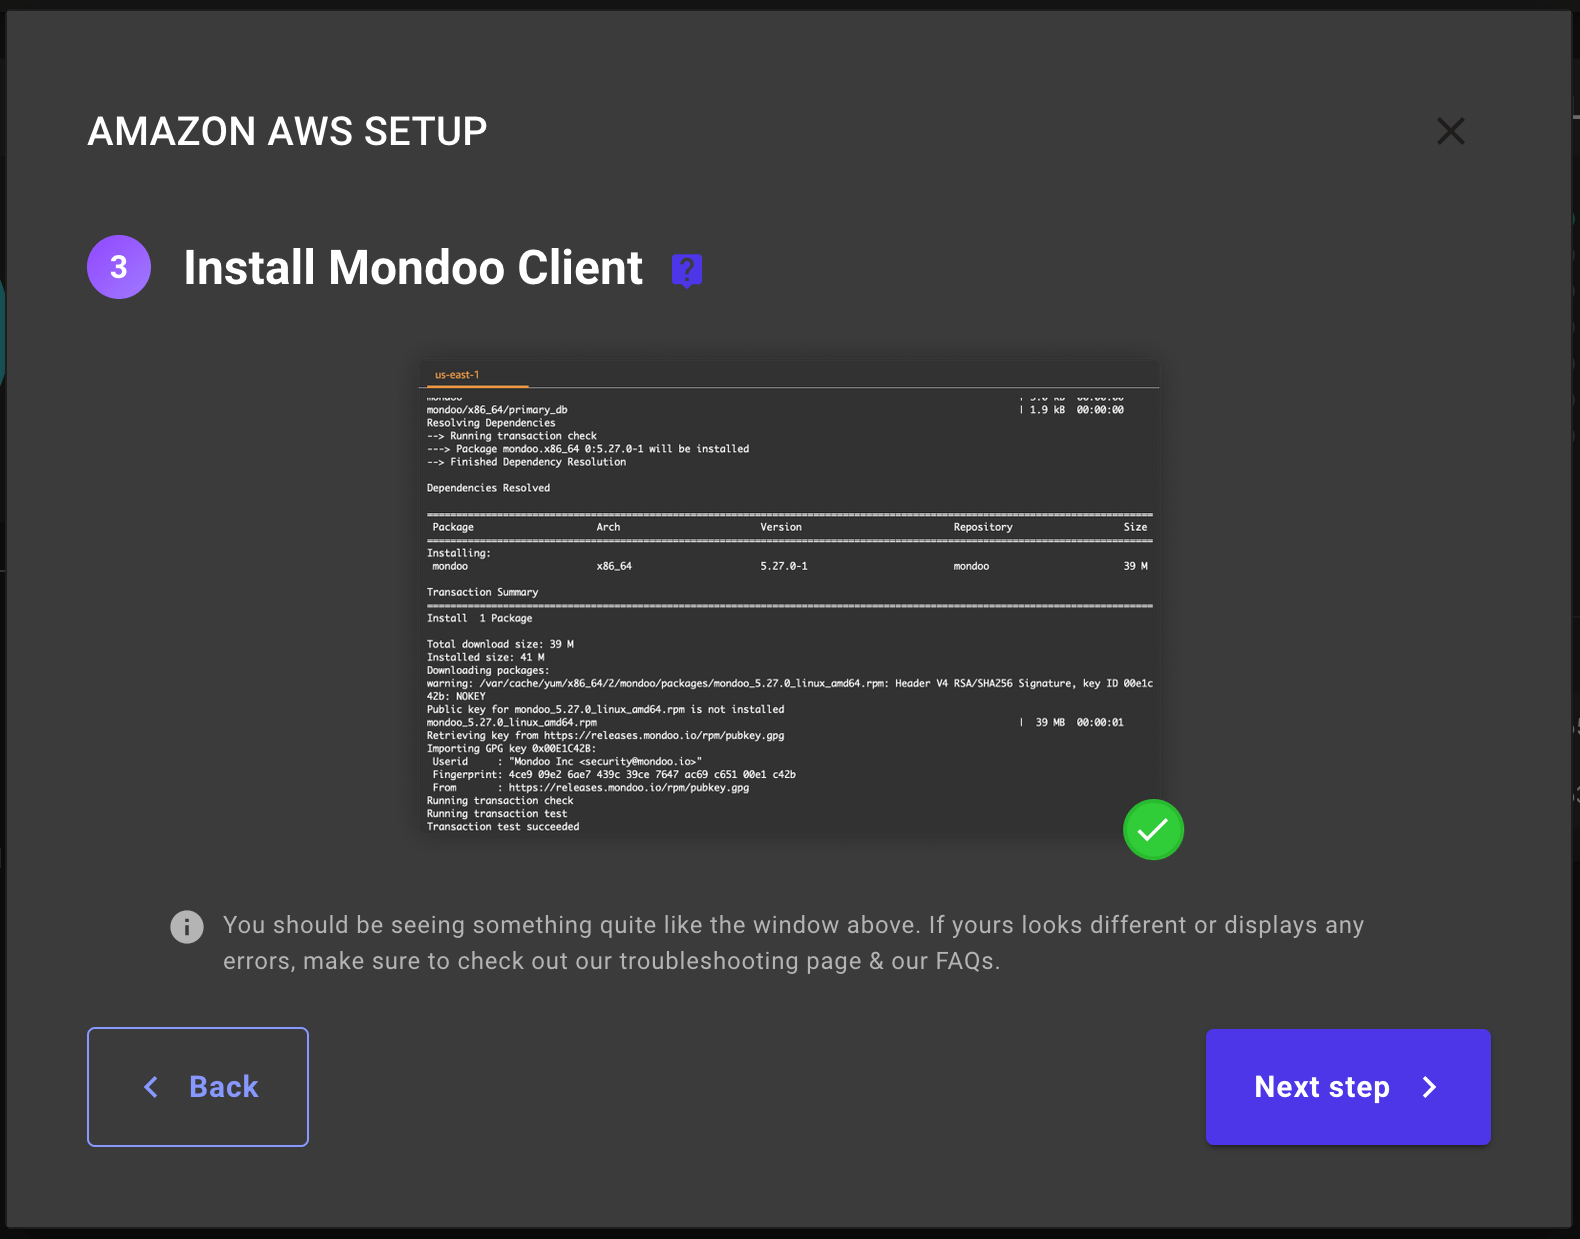 AMAZON AWS SETUP
3 Install Mondoo Client
us-east-1
mondoo/x86_64/primary_db | 1.9 kB 00:00:00
Resolving Dependencies
--> Running transaction check
---> Package mondoo.x86_64 0:5.27.0-1 will be installed
--> Finished Dependency Resolution
Dependencies Resolved
Package Arch Version Repository Size
Installing:
mondoo x86_64 5.27.0-1 mondoo 39 M
Transaction Summary
Install 1 Package
Total download size: 39 M
Installed size: 41 M
Downloading packages:
warning: /var/cache/yum/x86_64/2/mondoo/packages/mondoo_5.27.0_linux_amd64.rpm: Header V4 RSA/SHA256 Signature, key ID 00e1c
42b: NOKEY
Public key for mondoo_5.27.0_linux_amd64.rpm is not installed
mondoo_5.27.0_linux_amd64.rpm | 39 MB 00:00:01
Retrieving key from https://releases.mondoo.io/rpm/pubkey.gpg
Importing GPG key 0x00E1C42B:
Userid : "Mondoo Inc <security@mondoo.io>"
Fingerprint: 4ce9 09e2 6ae7 439c 39ce 7647 ac69 c651 00e1 c42b
From : https://releases.mondoo.io/rpm/pubkey.gpg
Running transaction check
Running transaction test
Transaction test succeeded
You should be seeing something quite like the window above. If yours looks different or displays any
errors, make sure to check out our troubleshooting page & our FAQs.
Back
Next step